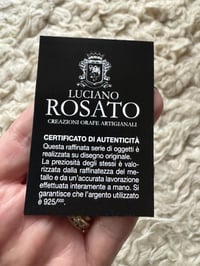 LUCIANO
ROSATO
CREAZIONI ORAFE ARTIGIANALI
CERTIFICATO DI AUTENTICITÀ
Questa raffinata serie di oggetti è
realizzata su disegno originale.
La preziosità degli stessi è valo-
rizzata dalla raffinatezza del me-
tallo e da un'accurata lavorazione
effettuata interamente a mano. Si
garantisce che l'argento utilizzato
è 925/000.